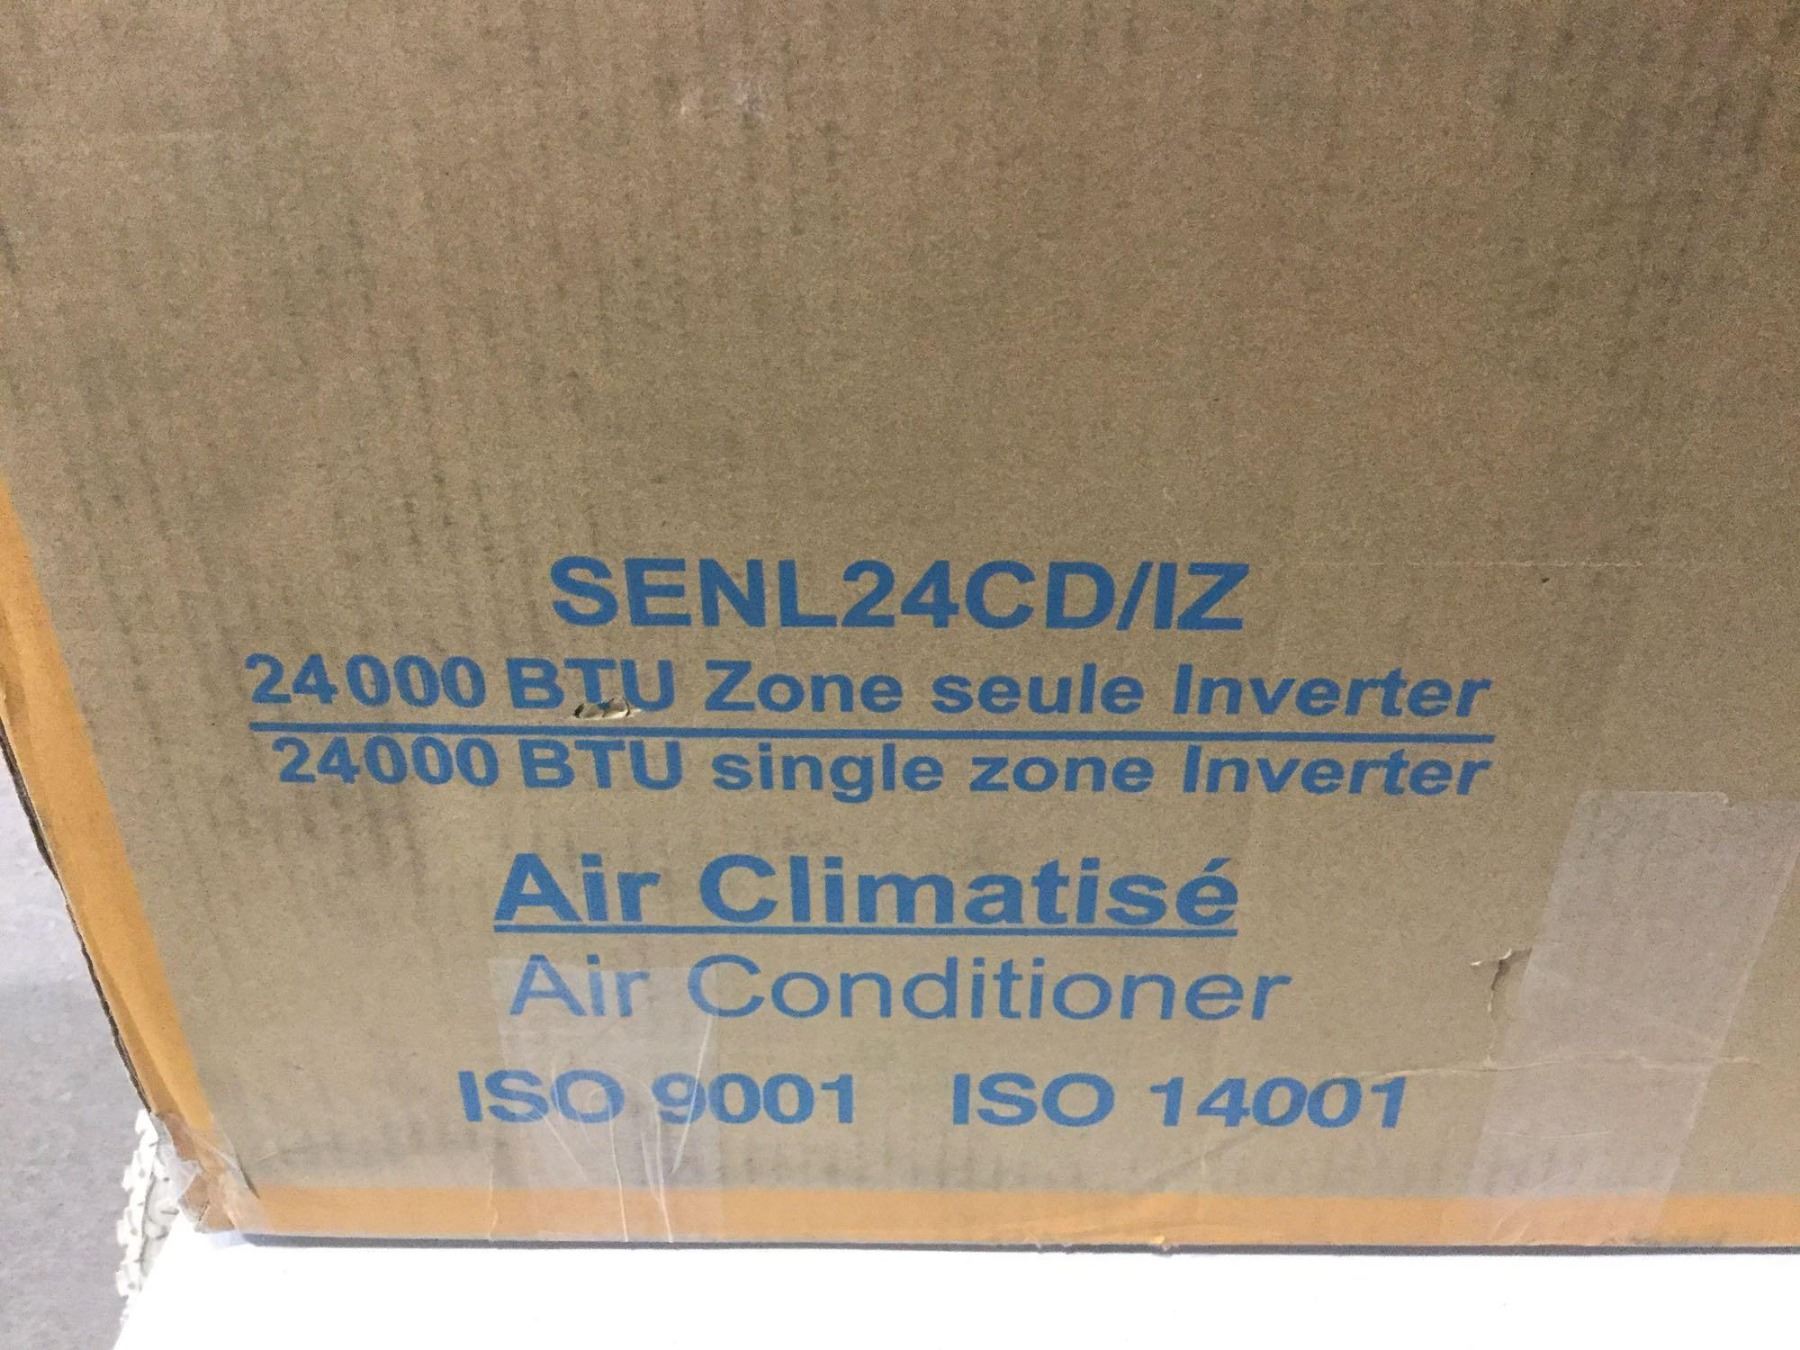 SENL24CD/IZ
24000 BTU Zone seule Inverter
24000 BTU single zone Inverter
Air Climatisé
Air Conditioner
ISO 9001 ISO 14001